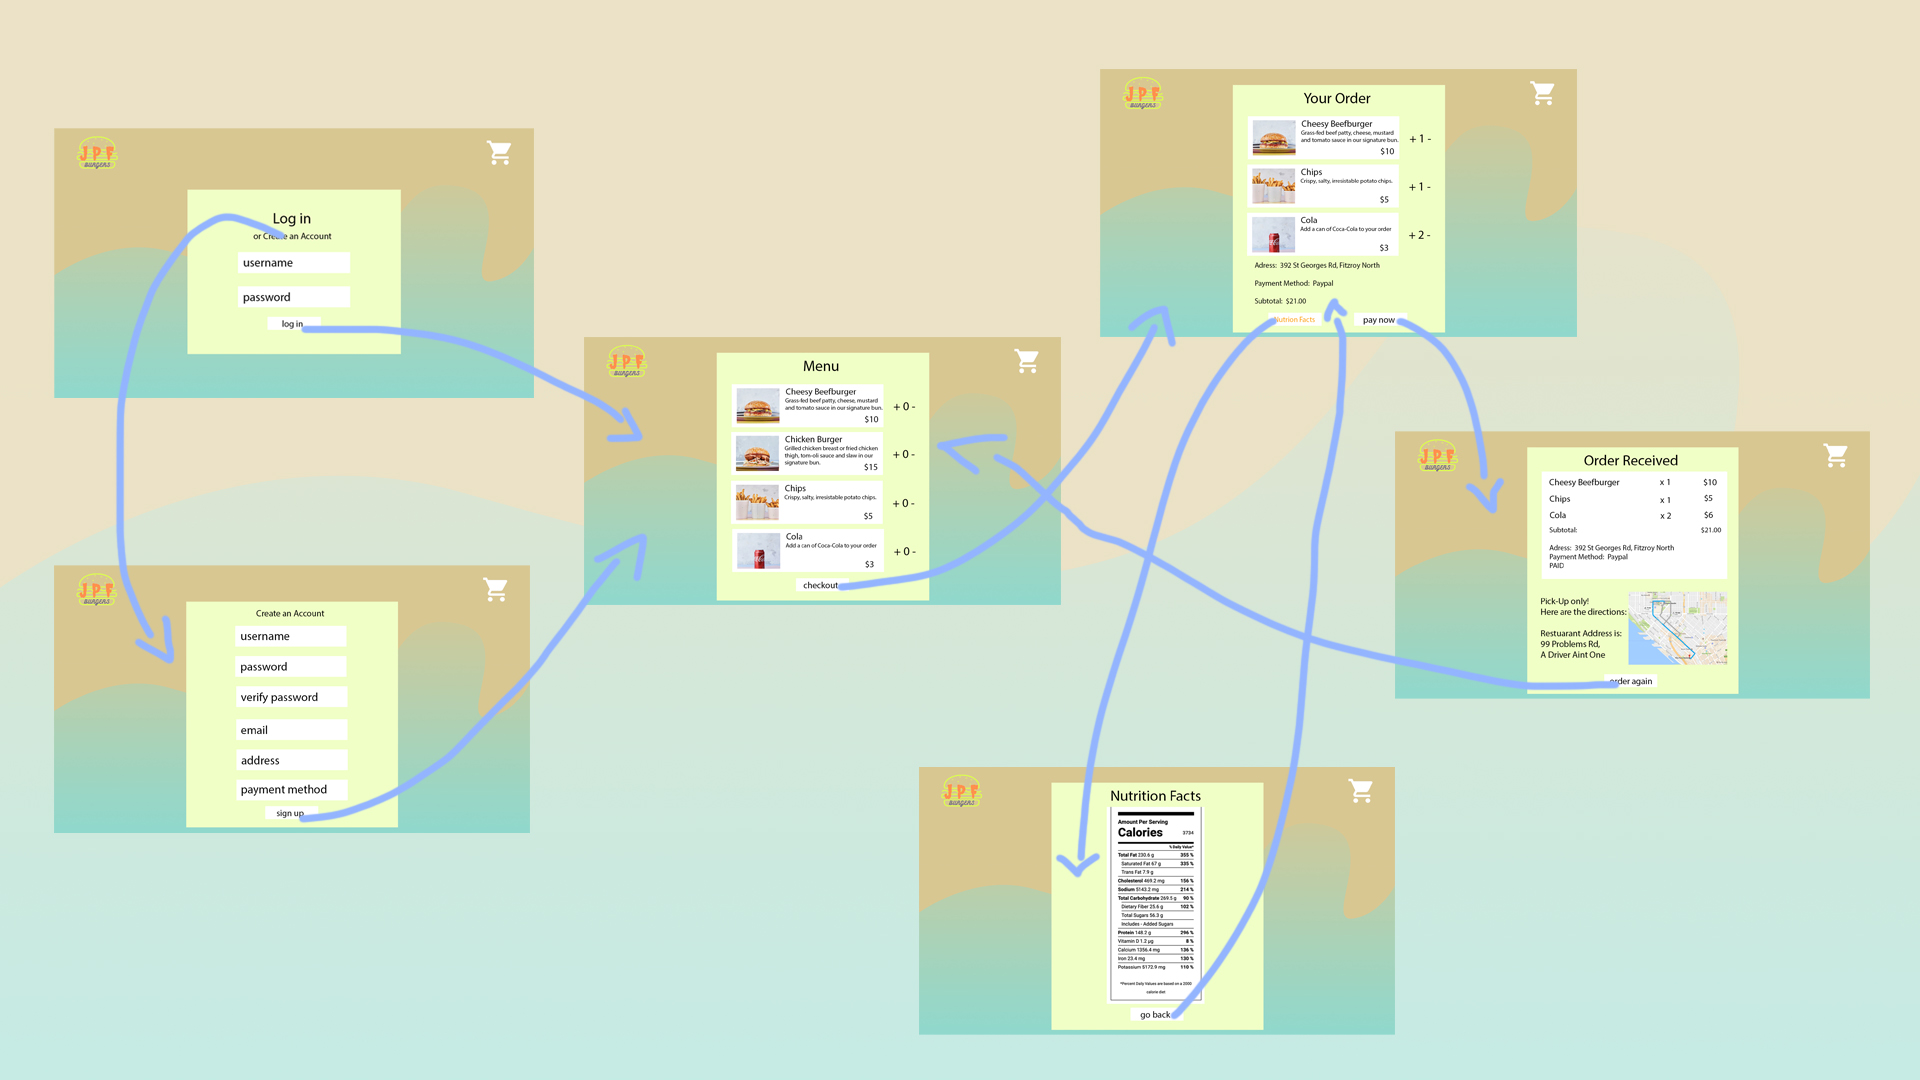 JPF
Burgers
Log in
or Create an Account
username
password
log in
JPF
Burgers
Create an Account
username
password
verify password
email
address
payment method
sign up
JPF
Burgers
Menu
Cheesy Beefburger
Grass-fed beef patty, cheese, mustard
and tomato sauce in our signature bun.
$10
+ 0 -
Chicken Burger
Grilled chicken breast or fried chicken
thigh, tom-oli sauce and slaw in our
signature bun.
$15
+ 0 -
Chips
Crispy, salty, irresistable potato chips.
$5
+ 0 -
Cola
Add a can of Coca-Cola to your order
$3
+ 0 -
checkout
JPF
Burgers
Your Order
Cheesy Beefburger
Grass-fed beef patty, cheese, mustard
and tomato sauce in our signature bun.
$10
+ 1 -
Chips
Crispy, salty, irresistable potato chips.
$5
+ 1 -
Cola
Add a can of Coca-Cola to your order
$3
+ 2 -
Adress: 392 St Georges Rd, Fitzroy North
Payment Method: Paypal
Subtotal: $21.00
Nutrion Facts
pay now
JPF
Burgers
Order Received
Cheesy Beefburger x 1 $10
Chips x 1 $5
Cola x 2 $6
Subtotal: $21.00
Adress: 392 St Georges Rd, Fitzroy North
Payment Method: Paypal
PAID
Pick-Up only!
Here are the directions:
Restuarant Address is:
99 Problems Rd,
A Driver Aint One
order again
JPF
Burgers
Nutrition Facts
Amount Per Serving
Calories 3734
% Daily Value*
Total Fat 230.6 g 355 %
Saturated Fat 67 g 335 %
Trans Fat 7.9 g
Cholesterol 469.2 mg 156 %
Sodium 5143.2 mg 214 %
Total Carbohydrate 269.5 g 90 %
Dietary Fiber 25.6 g 102 %
Total Sugars 56.3 g
Includes - Added Sugars
Protein 148.2 g 296 %
Vitamin D 1.2 µg 8 %
Calcium 1356.4 mg 136 %
Iron 23.4 mg 130 %
Potassium 5172.9 mg 110 %
*Percent Daily Values are based on a 2000
calorie diet
go back